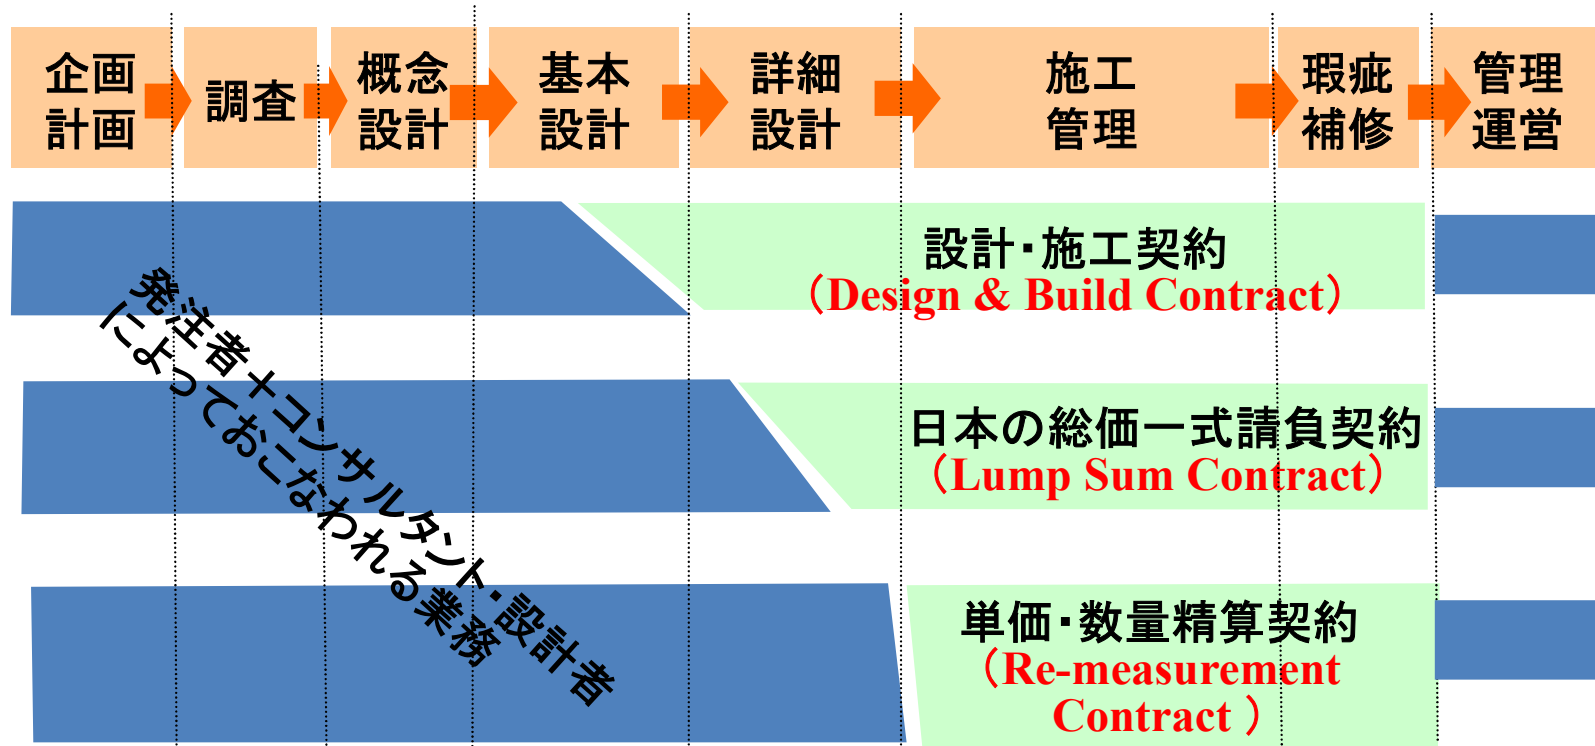 企画
計画
調査
概念
設計
基本
設計
詳細
設計
施工
管理
瑕疵
補修
管理
運営
設計・施工契約
（Design & Build Contract）
発注者＋コンサルタント・設計者
によっておこなわれる業務
日本の総価一式請負契約
（Lump Sum Contract）
単価・数量精算契約
（Re-measurement
Contract ）